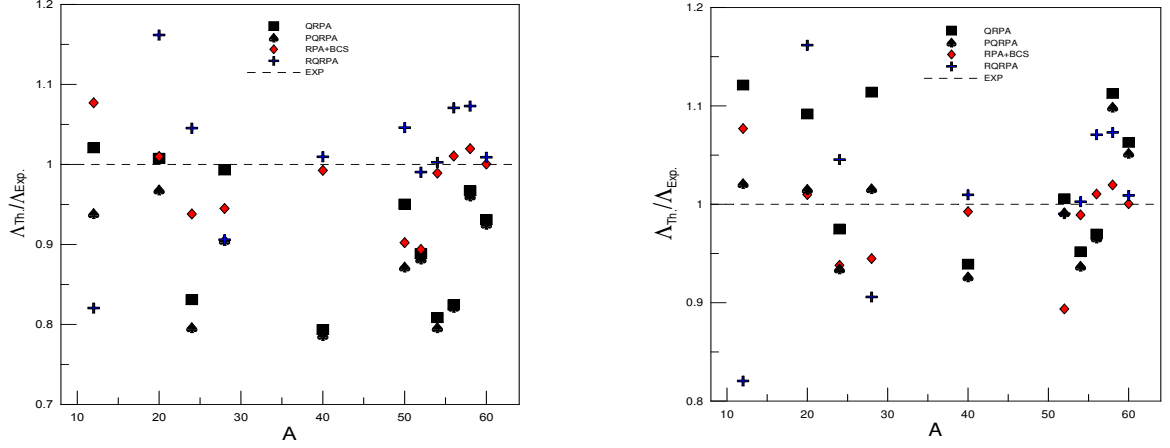 1.2
1.1
1
0.9
0.8
0.7
ΛTh./ΛExp.
QRPA
PQRPA
RPA+BCS
RQRPA
EXP
10 20 30 40 50 60
A
1.2
1.1
1
0.9
0.8
ΛTh./ΛExp.
QRPA
PQRPA
RPA+BCS
RQRPA
EXP
10 20 30 40 50 60
A